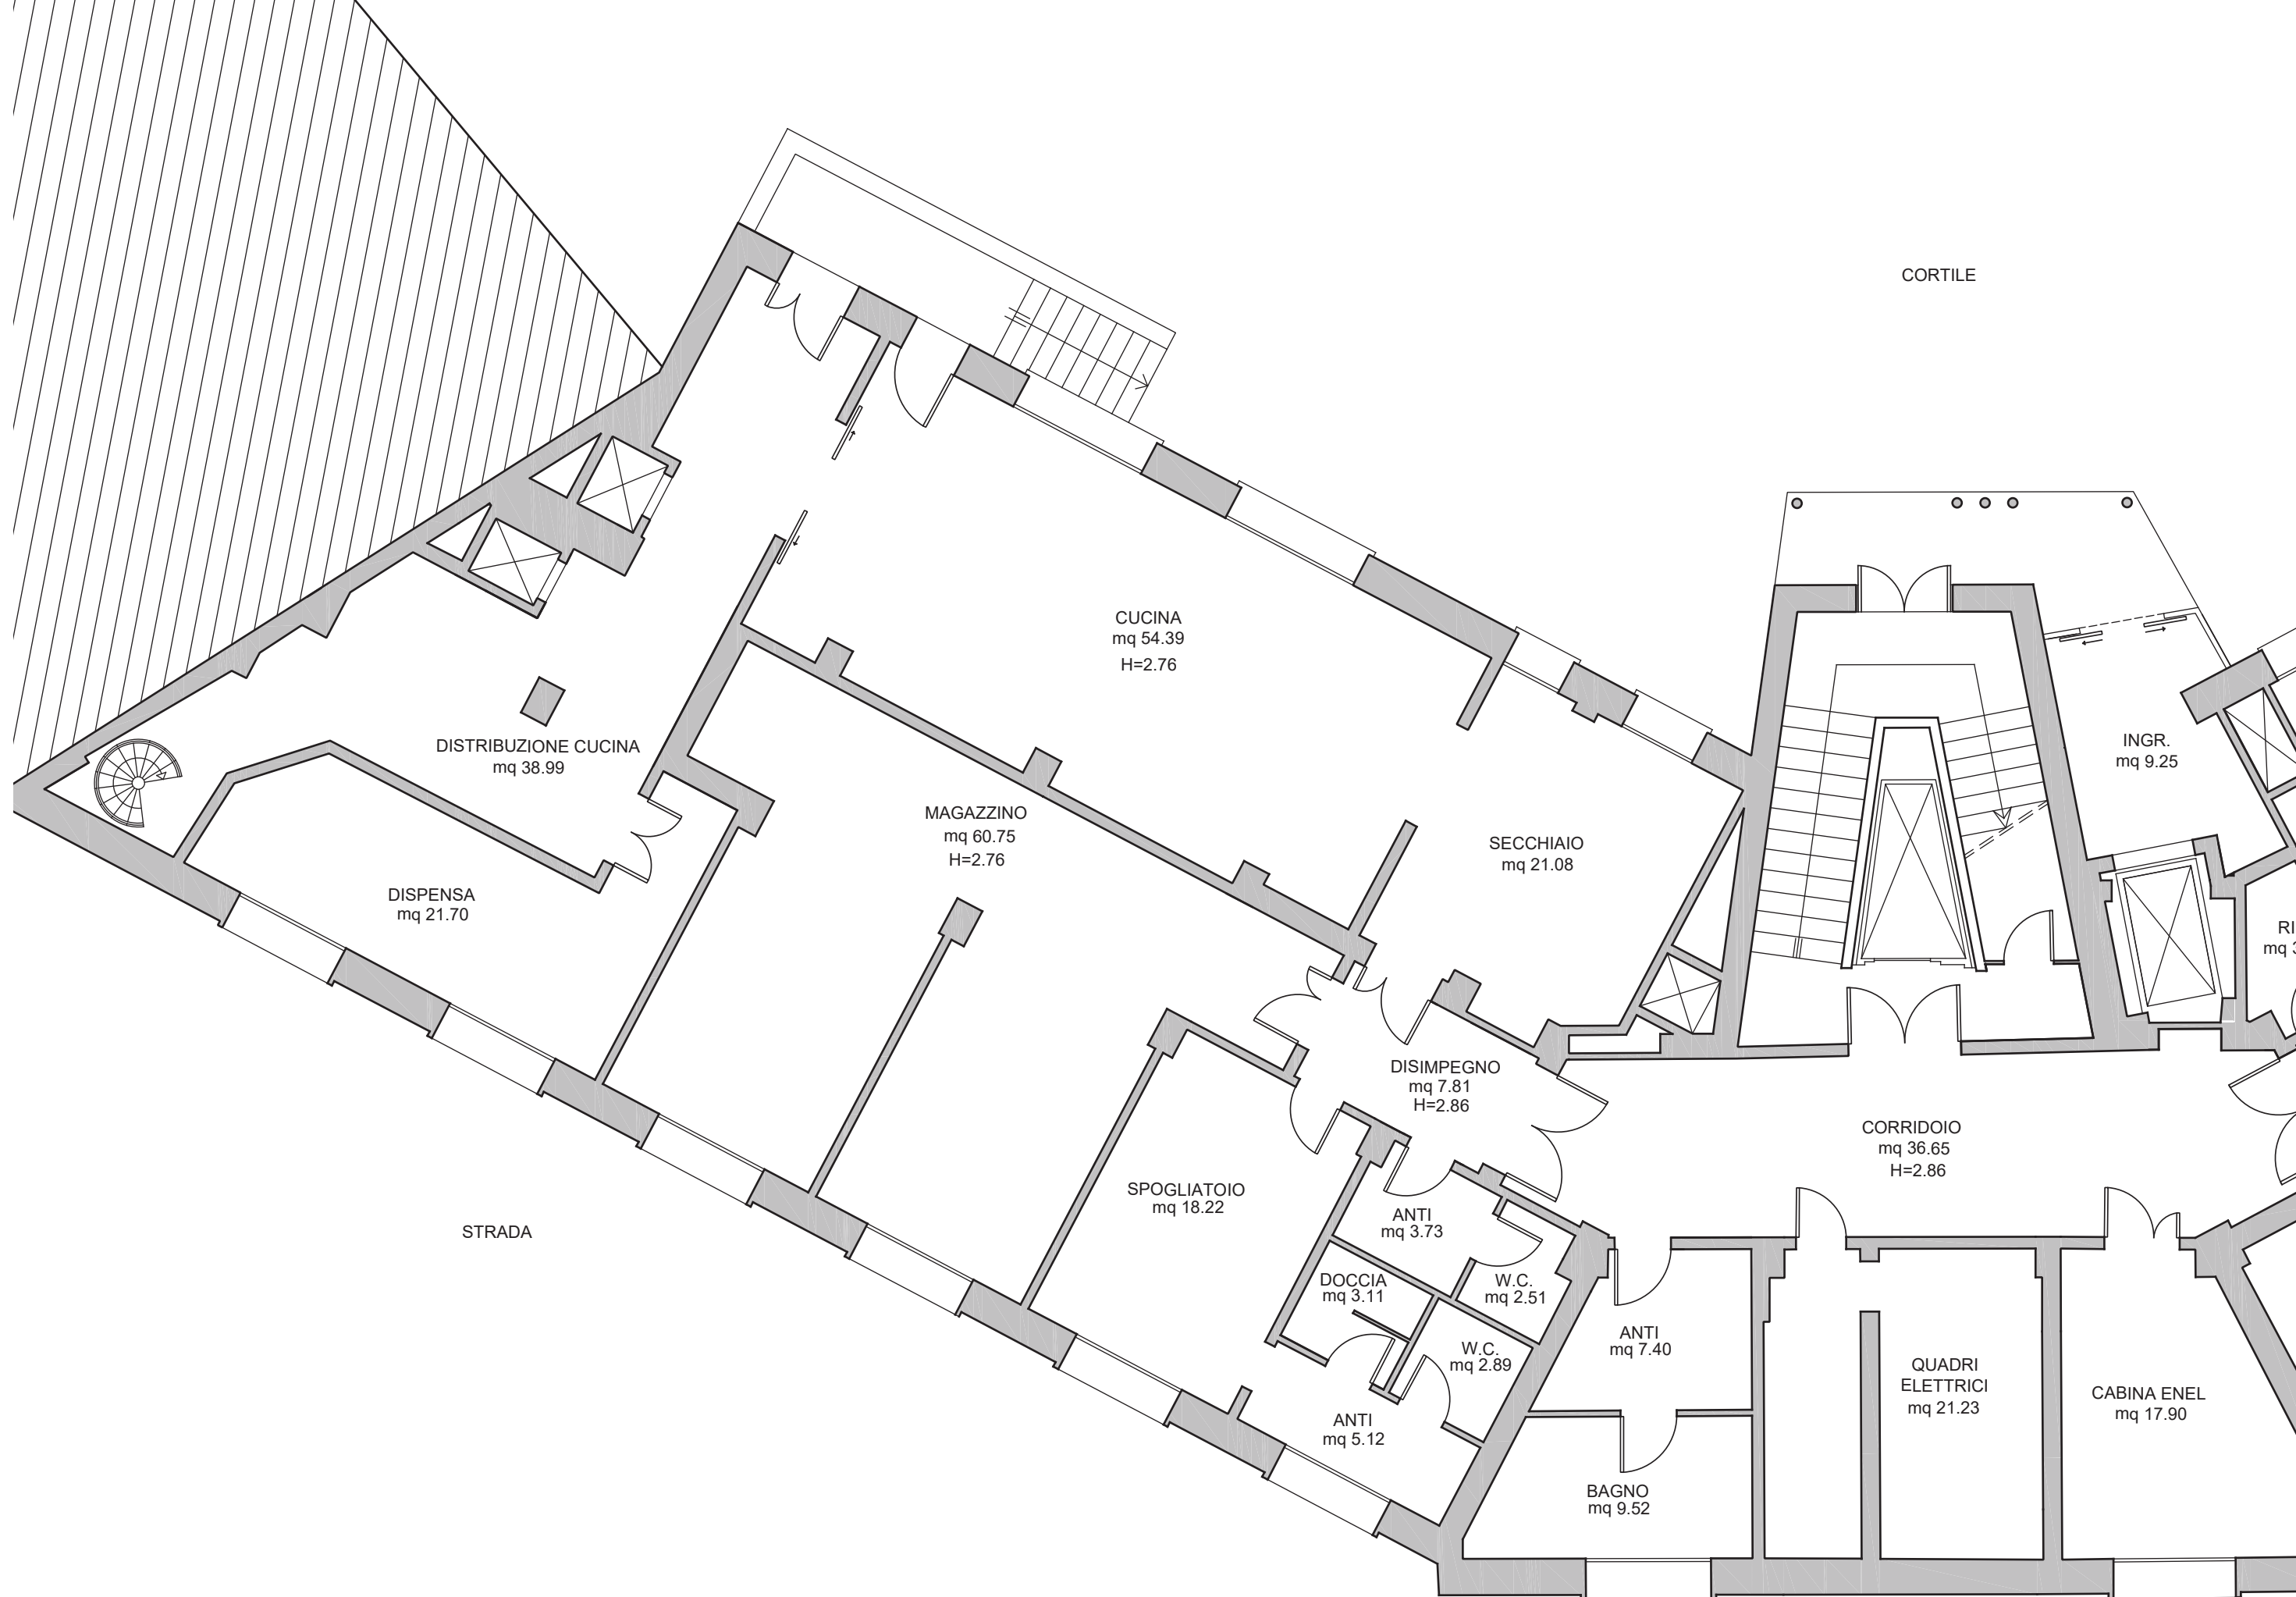 CORTILE
CUCINA
mq 54.39
H=2.76
DISTRIBUZIONE CUCINA
mq 38.99
INGR.
mq 9.25
MAGAZZINO
mq 60.75
H=2.76
SECCHIAIO
mq 21.08
DISPENSA
mq 21.70
RI
mq 3
DISIMPEGNO
mq 7.81
H=2.86
CORRIDOIO
mq 36.65
H=2.86
SPOGLIATOIO
mq 18.22
STRADA
ANTI
mq 3.73
DOCCIA
mq 3.11
W.C.
mq 2.51
ANTI
mq 7.40
W.C.
mq 2.89
QUADRI
ELETTRICI
mq 21.23
CABINA ENEL
mq 17.90
ANTI
mq 5.12
BAGNO
mq 9.52